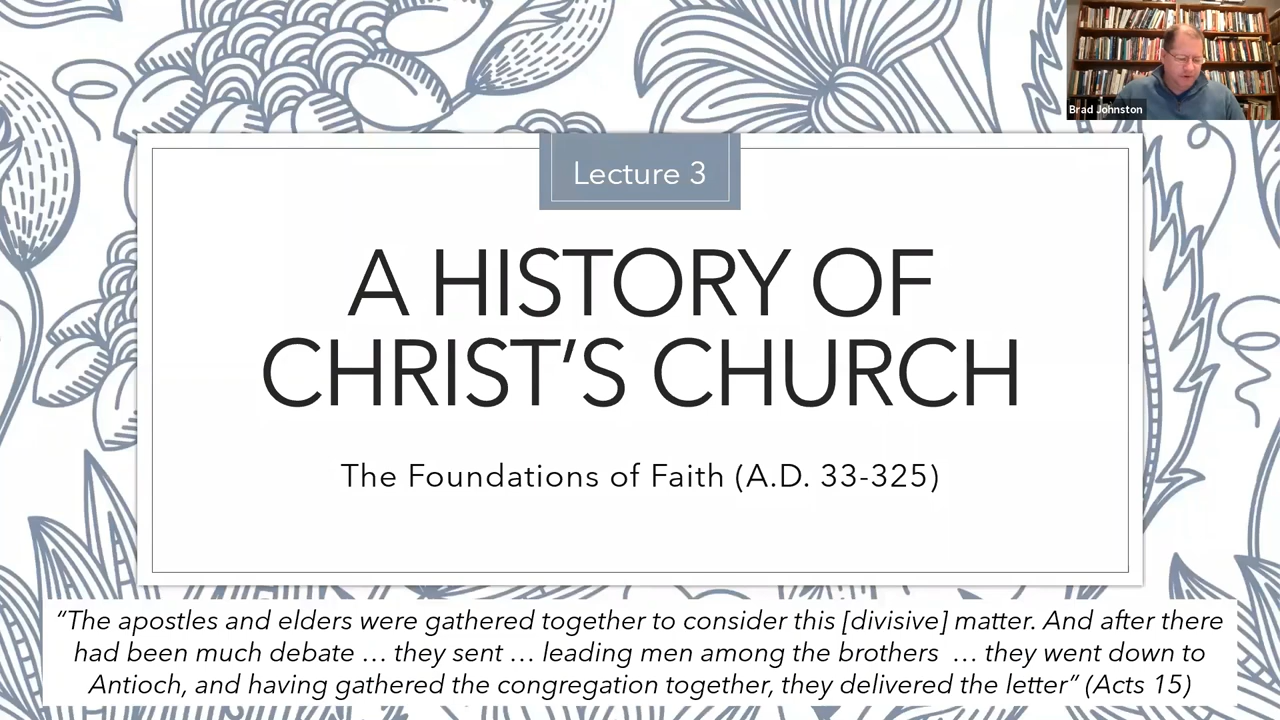 Brad Johnston
Lecture 3
A HISTORY OF
CHRIST’S CHURCH
The Foundations of Faith (A.D. 33-325)
“The apostles and elders were gathered together to consider this [divisive] matter. And after there
had been much debate … they sent … leading men among the brothers … they went down to
Antioch, and having gathered the congregation together, they delivered the letter” (Acts 15)